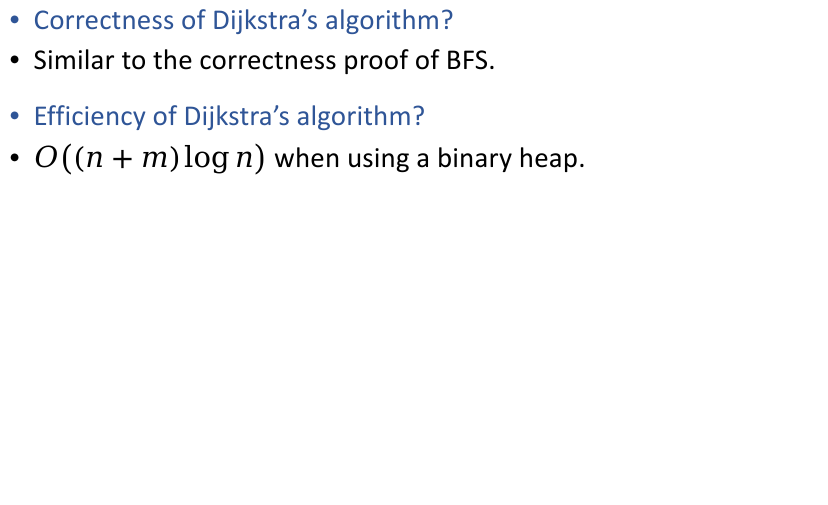 • Correctness of Dijkstra’s algorithm?
• Similar to the correctness proof of BFS.
• Efficiency of Dijkstra’s algorithm?
• O((n + m) log n) when using a binary heap.